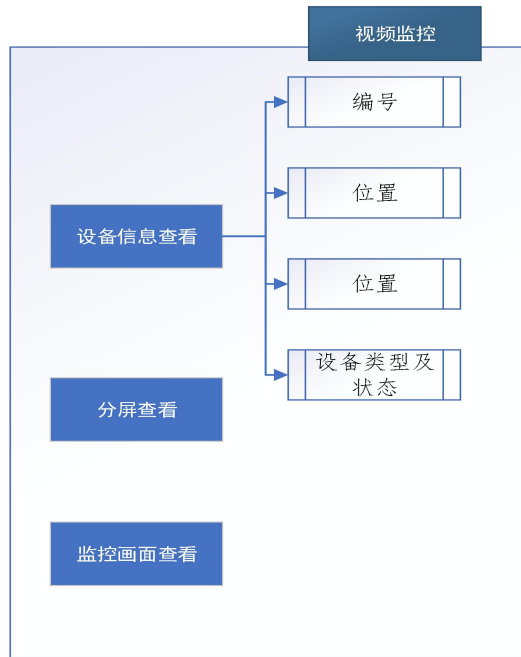 视频监控
编号
位置
设备信息查看
位置
设备类型及
状态
分屏查看
监控画面查看